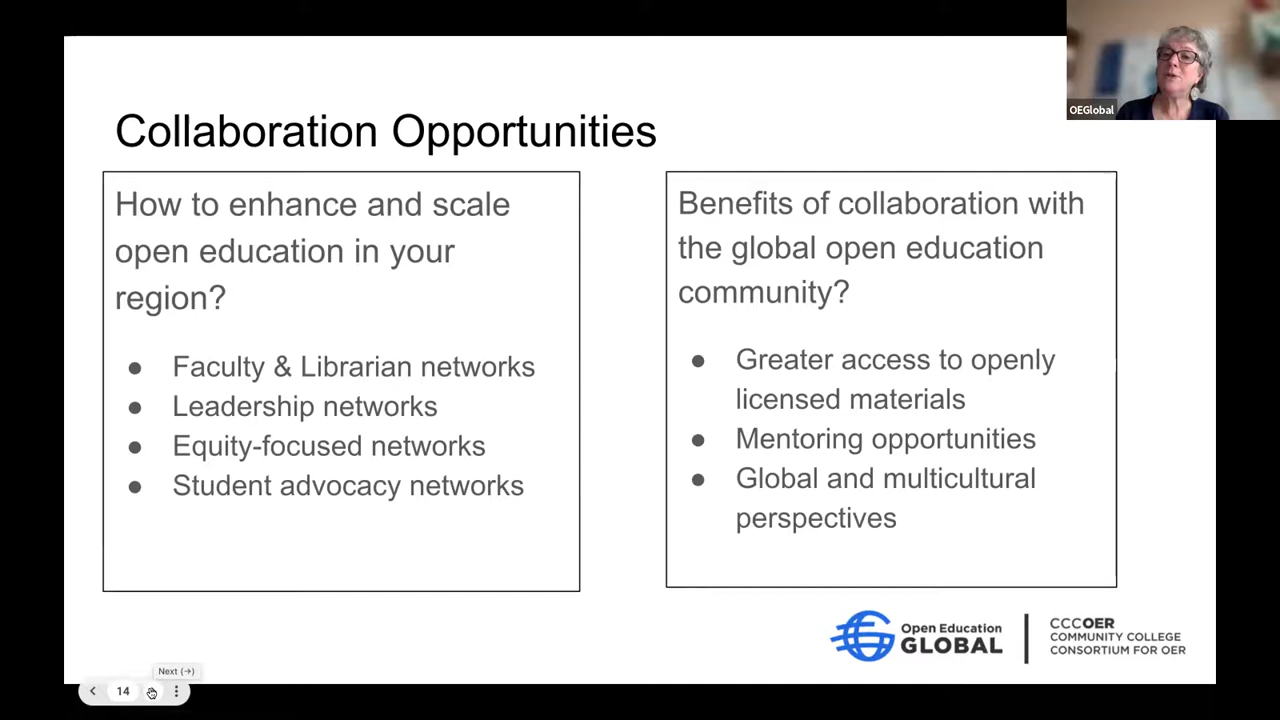 OEGlobal
Collaboration Opportunities
How to enhance and scale
open education in your
region?
● Faculty & Librarian networks
● Leadership networks
● Equity-focused networks
● Student advocacy networks
Benefits of collaboration with
the global open education
community?
● Greater access to openly
licensed materials
● Mentoring opportunities
● Global and multicultural
perspectives
Open Education
GLOBAL
CCCOER
COMMUNITY COLLEGE
CONSORTIUM FOR OER
Next (→)
14